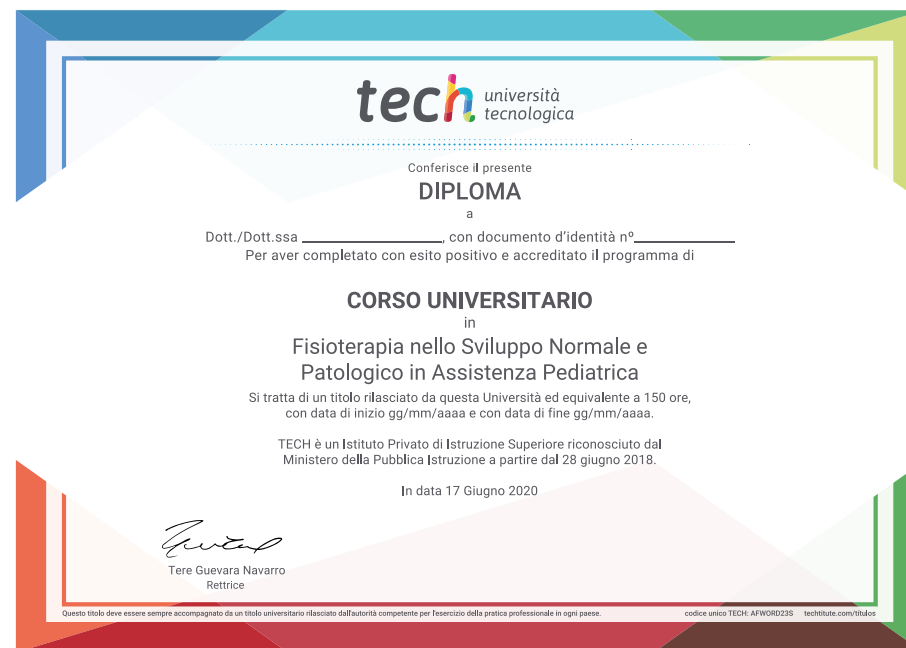 tech università
tecnologica
Conferisce il presente
DIPLOMA
a
Dott./Dott.ssa ____________________, con documento d'identità nº______________
Per aver completato con esito positivo e accreditato il programma di
CORSO UNIVERSITARIO
in
Fisioterapia nello Sviluppo Normale e
Patologico in Assistenza Pediatrica
Si tratta di un titolo rilasciato da questa Università ed equivalente a 150 ore,
con data di inizio gg/mm/aaaa e con data di fine gg/mm/aaaa.
TECH è un Istituto Privato di Istruzione Superiore riconosciuto dal
Ministero della Pubblica Istruzione a partire dal 28 giugno 2018.
In data 17 Giugno 2020
Tere Guevara Navarro
Rettrice
Questo titolo deve essere sempre accompagnato da un titolo universitario rilasciato dall'autorità competente per l'esercizio della pratica professionale in ogni paese. codice unico TECH: AFWORD23S techtitute.com/titulos